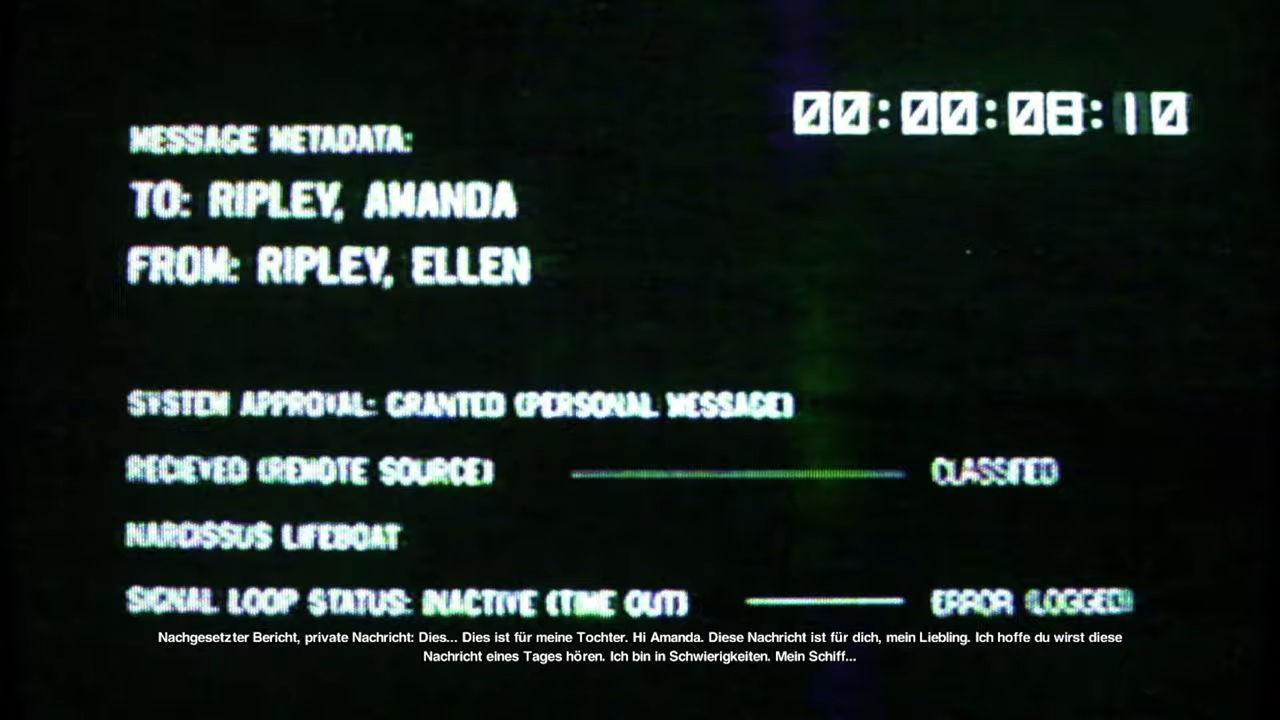 00:00:08:10
MESSAGE METADATA:
TO: RIPLEY, AMANDA
FROM: RIPLEY, ELLEN
SYSTEM APPROVAL: GRANTED (PERSONAL MESSAGE)
RECIEVED (REMOTE SOURCE) CLASSIFIED
NARCISSUS LIFEBOAT
SIGNAL LOOP STATUS: INACTIVE (TIME OUT) ERROR (LOGGED)
Nachgesetzter Bericht, private Nachricht: Dies... Dies ist für meine Tochter. Hi Amanda. Diese Nachricht ist für dich, mein Liebling. Ich hoffe du wirst diese
Nachricht eines Tages hören. Ich bin in Schwierigkeiten. Mein Schiff...